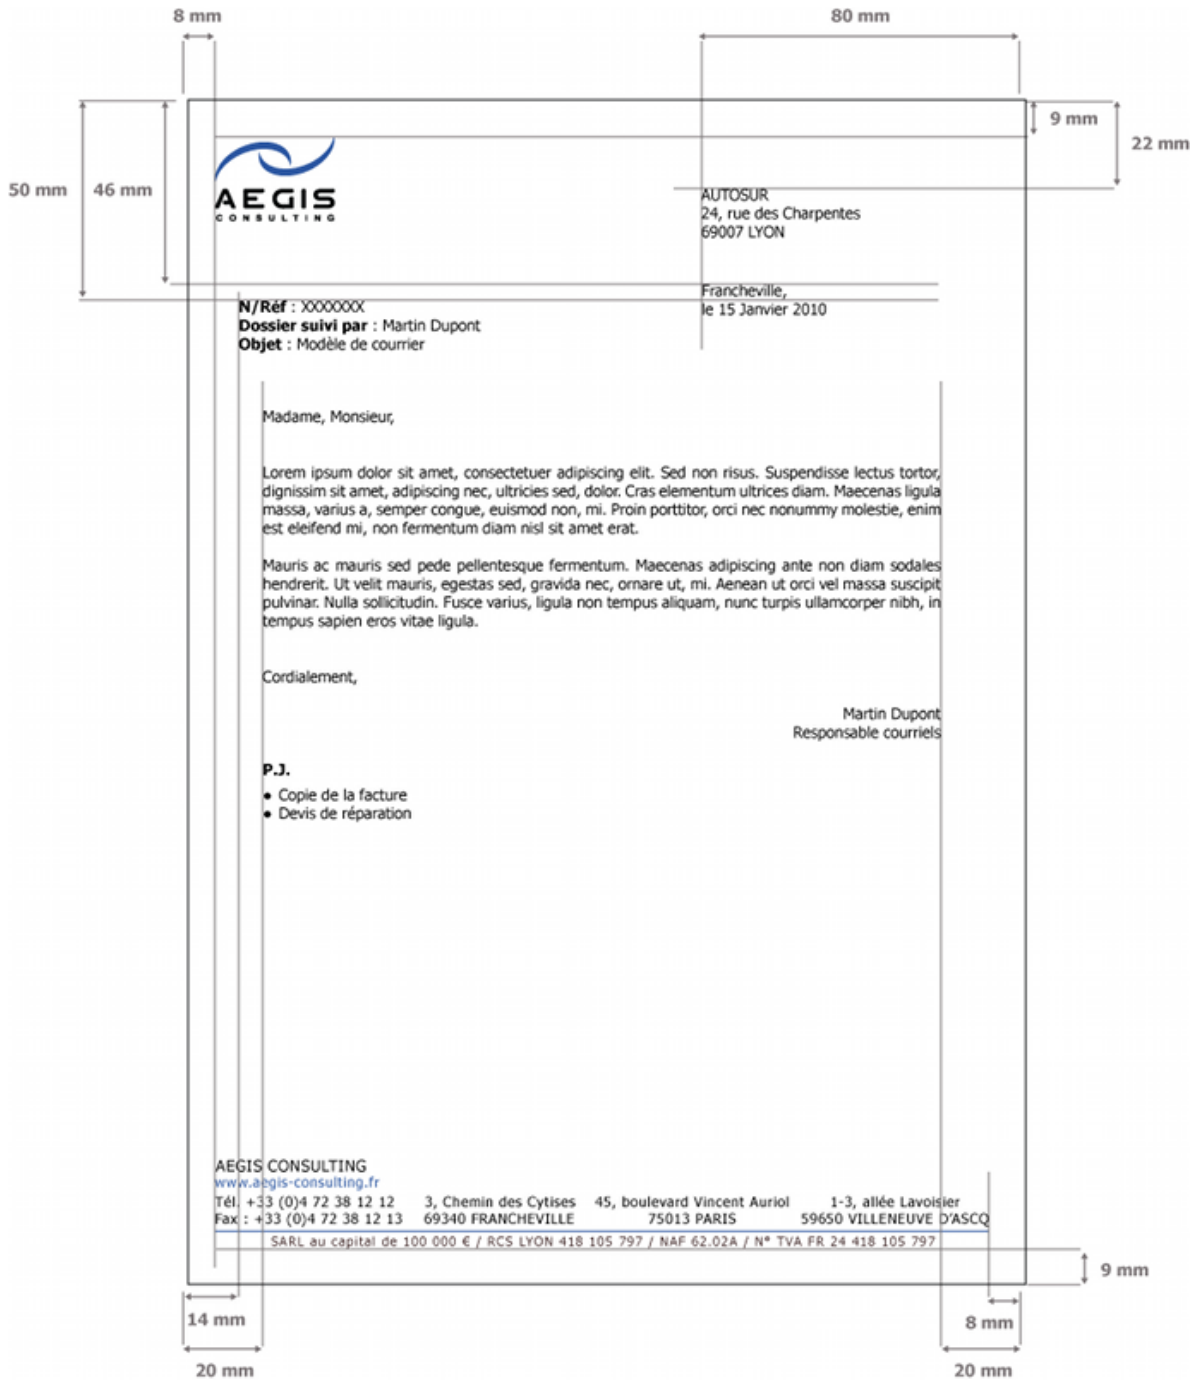 8 mm
80 mm
9 mm
22 mm
50 mm
46 mm
AEGIS
CONSULTING
AUTOSUR
24, rue des Charpentes
69007 LYON
Francheville,
le 15 Janvier 2010
N/Réf : XXXXXXX
Dossier suivi par : Martin Dupont
Objet : Modèle de courrier
Madame, Monsieur,
Lorem ipsum dolor sit amet, consectetuer adipiscing elit. Sed non risus. Suspendisse lectus tortor,
dignissim sit amet, adipiscing nec, ultricies sed, dolor. Cras elementum ultrices diam. Maecenas ligula
massa, varius a, semper congue, euismod non, mi. Proin porttitor, orci nec nonummy molestie, enim
est eleifend mi, non fermentum diam nisl sit amet erat.
Mauris ac mauris sed pede pellentesque fermentum. Maecenas adipiscing ante non diam sodales
hendrerit. Ut velit mauris, egestas sed, gravida nec, ornare ut, mi. Aenean ut orci vel massa suscipit
pulvinar. Nulla sollicitudin. Fusce varius, ligula non tempus aliquam, nunc turpis ullamcorper nibh, in
tempus sapien eros vitae ligula.
Cordialement,
Martin Dupont
Responsable courriels
P.J.
• Copie de la facture
• Devis de réparation
AEGIS CONSULTING
www.aegis-consulting.fr
Tél. +33 (0)4 72 38 12 12 3, Chemin des Cytises 45, boulevard Vincent Auriol 1-3, allée Lavoisier
Fax : +33 (0)4 72 38 12 13 69340 FRANCHEVILLE 75013 PARIS 59650 VILLENEUVE D'ASCQ
SARL au capital de 100 000 € / RCS LYON 418 105 797 / NAF 62.02A / N° TVA FR 24 418 105 797
9 mm
14 mm
8 mm
20 mm
20 mm